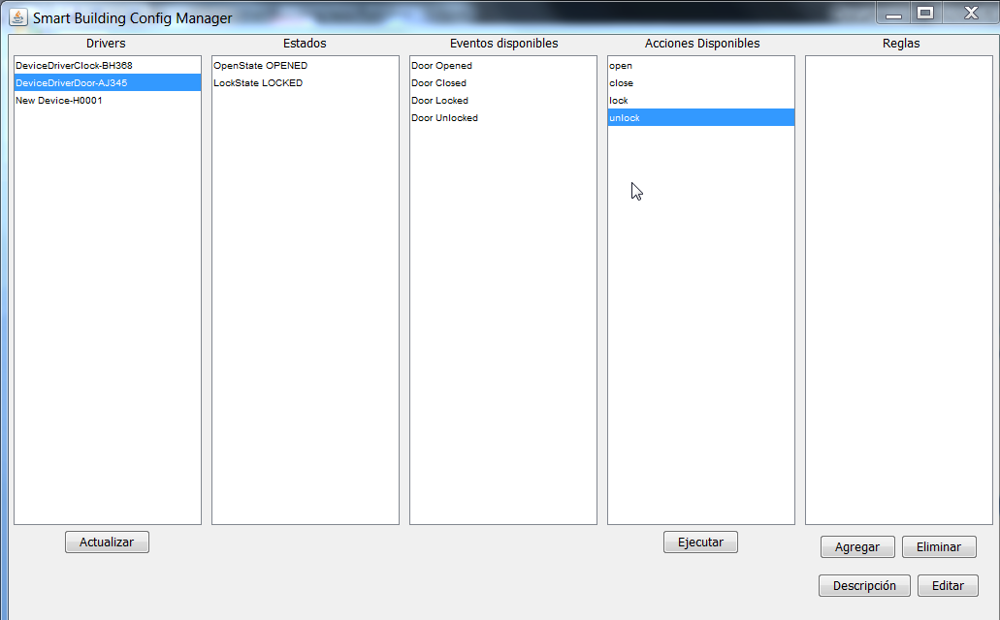 Smart Building Config Manager
Drivers
Estados
Eventos disponibles
Acciones Disponibles
Reglas
DeviceDriverClock-BH368
DeviceDriverDoor-AJ345
New Device-H0001
OpenState OPENED
LockState LOCKED
Door Opened
Door Closed
Door Locked
Door Unlocked
open
close
lock
unlock
Actualizar
Ejecutar
Agregar
Eliminar
Descripción
Editar